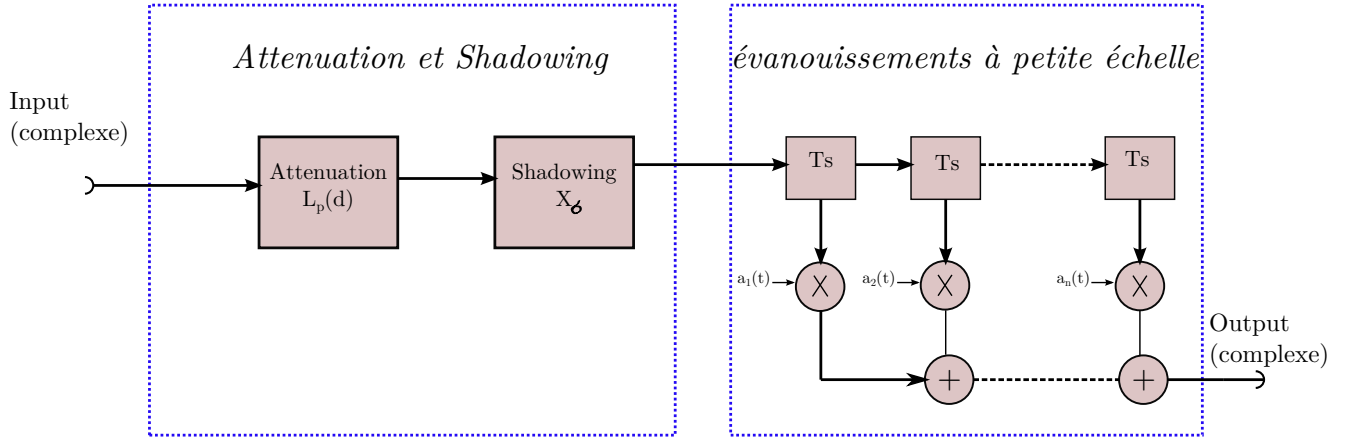 Attenuation et Shadowing
évanouissements à petite échelle
Input
(complexe)
Attenuation
Lp(d)
Shadowing
Xϭ
Ts
Ts
Ts
a1(t)
X
a2(t)
X
an(t)
X
Output
(complexe)
+
+